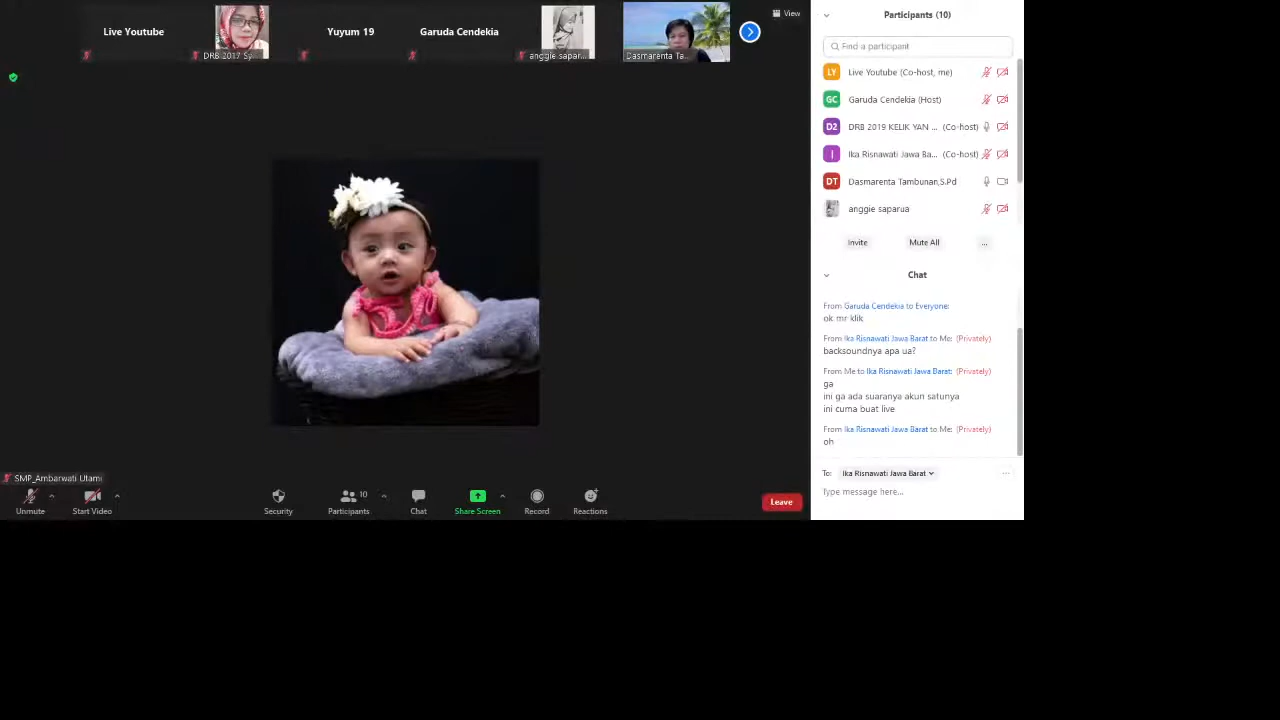 Live Youtube
DRB 2017 Sy...
Yuyum 19
Garuda Cendekia
anggie sapar...
Dasmarenta Ta...
View
SMP_Ambarwati Utami
Unmute
Start Video
Security
Participants
10
Chat
Share Screen
Record
Reactions
Leave
Participants (10)
Find a participant
LY Live Youtube (Co-host, me)
GC Garuda Cendekia (Host)
D2 DRB 2019 KELIK YAN ... (Co-host)
I Ika Risnawati Jawa Ba... (Co-host)
DT Dasmarenta Tambunan,S.Pd
anggie saparua
Invite
Mute All
...
Chat
From Garuda Cendekia to Everyone:
ok mr klik
From Ika Risnawati Jawa Barat to Me: (Privately)
backsoundnya apa ua?
From Me to Ika Risnawati Jawa Barat: (Privately)
ga
ini ga ada suaranya akun satunya
ini cuma buat live
From Ika Risnawati Jawa Barat to Me: (Privately)
oh
To: Ika Risnawati Jawa Barat
Type message here...